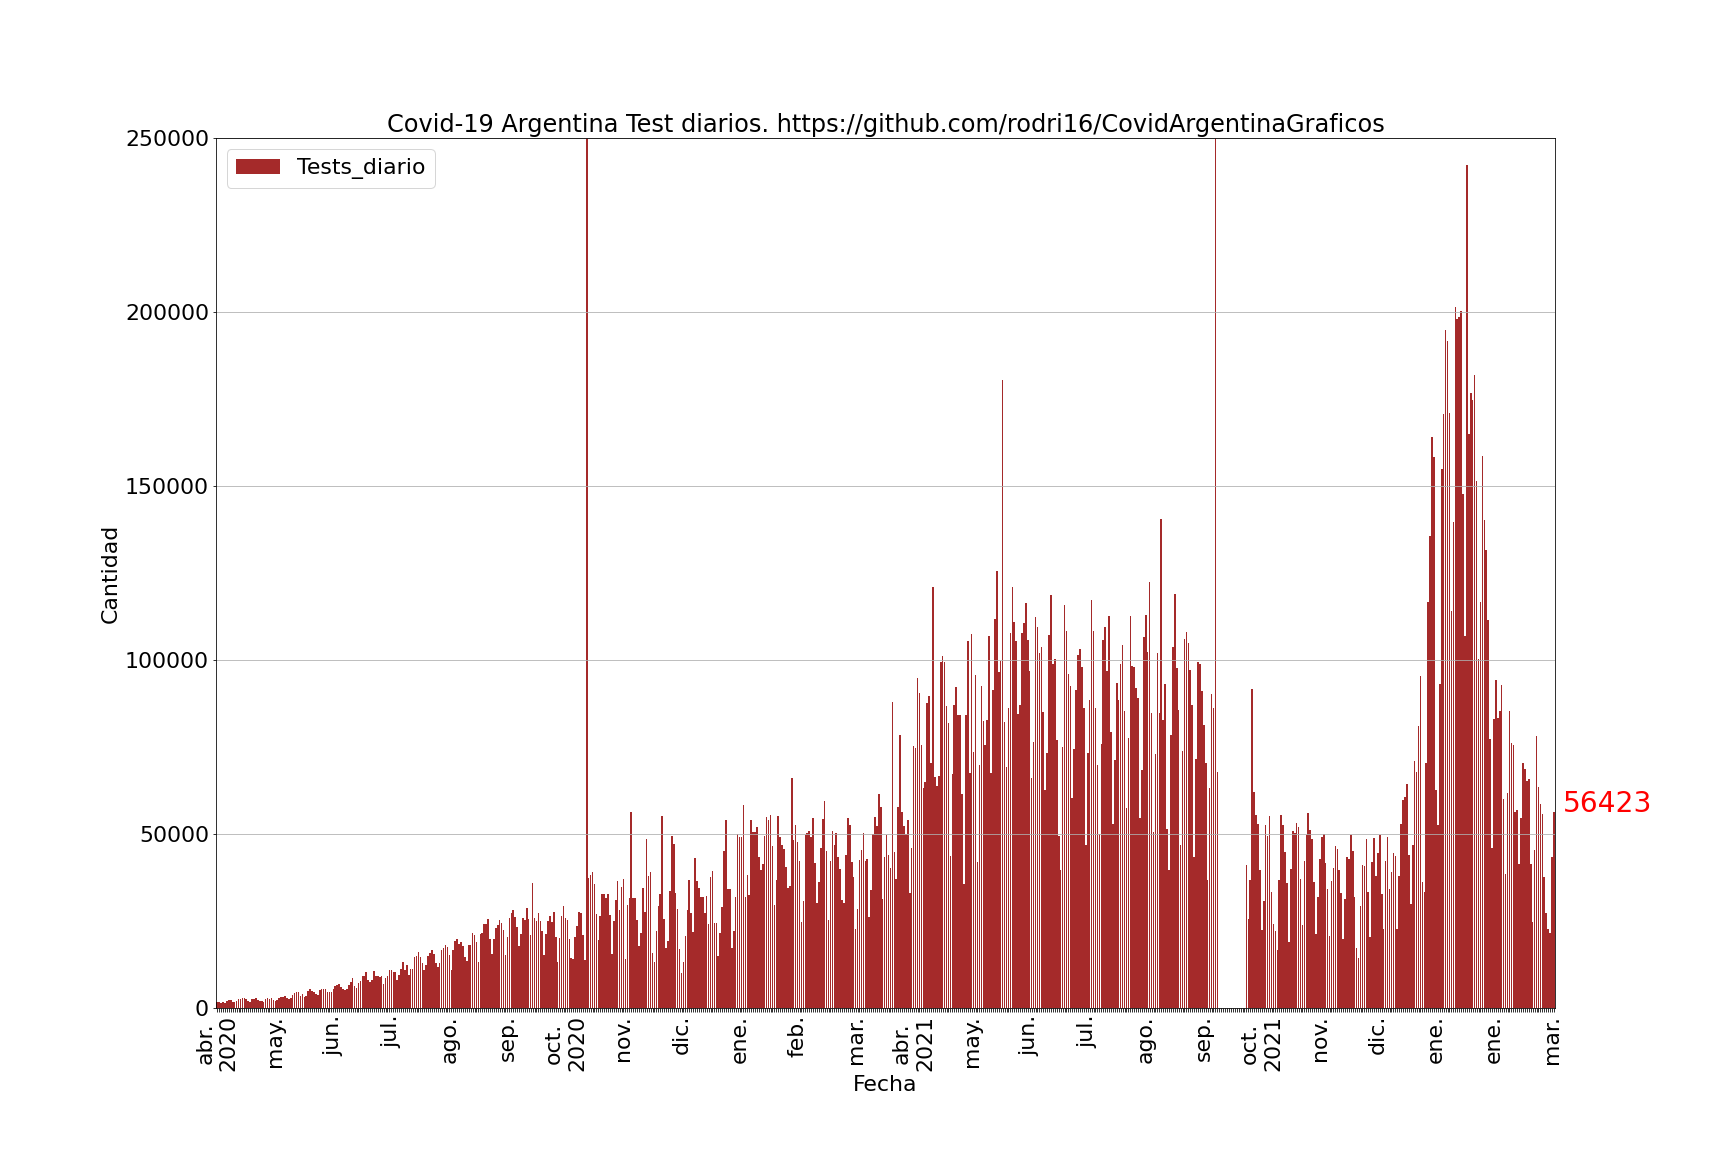 Covid-19 Argentina Test diarios. https://github.com/rodri16/CovidArgentinaGraficos
Tests_diario
250000
200000
150000
100000
50000
0
Cantidad
56423
abr.
2020
may.
jun.
jul.
ago.
sep.
oct.
2020
nov.
dic.
ene.
feb.
mar.
abr.
2021
may.
jun.
jul.
ago.
sep.
oct.
2021
nov.
dic.
ene.
ene.
mar.
Fecha